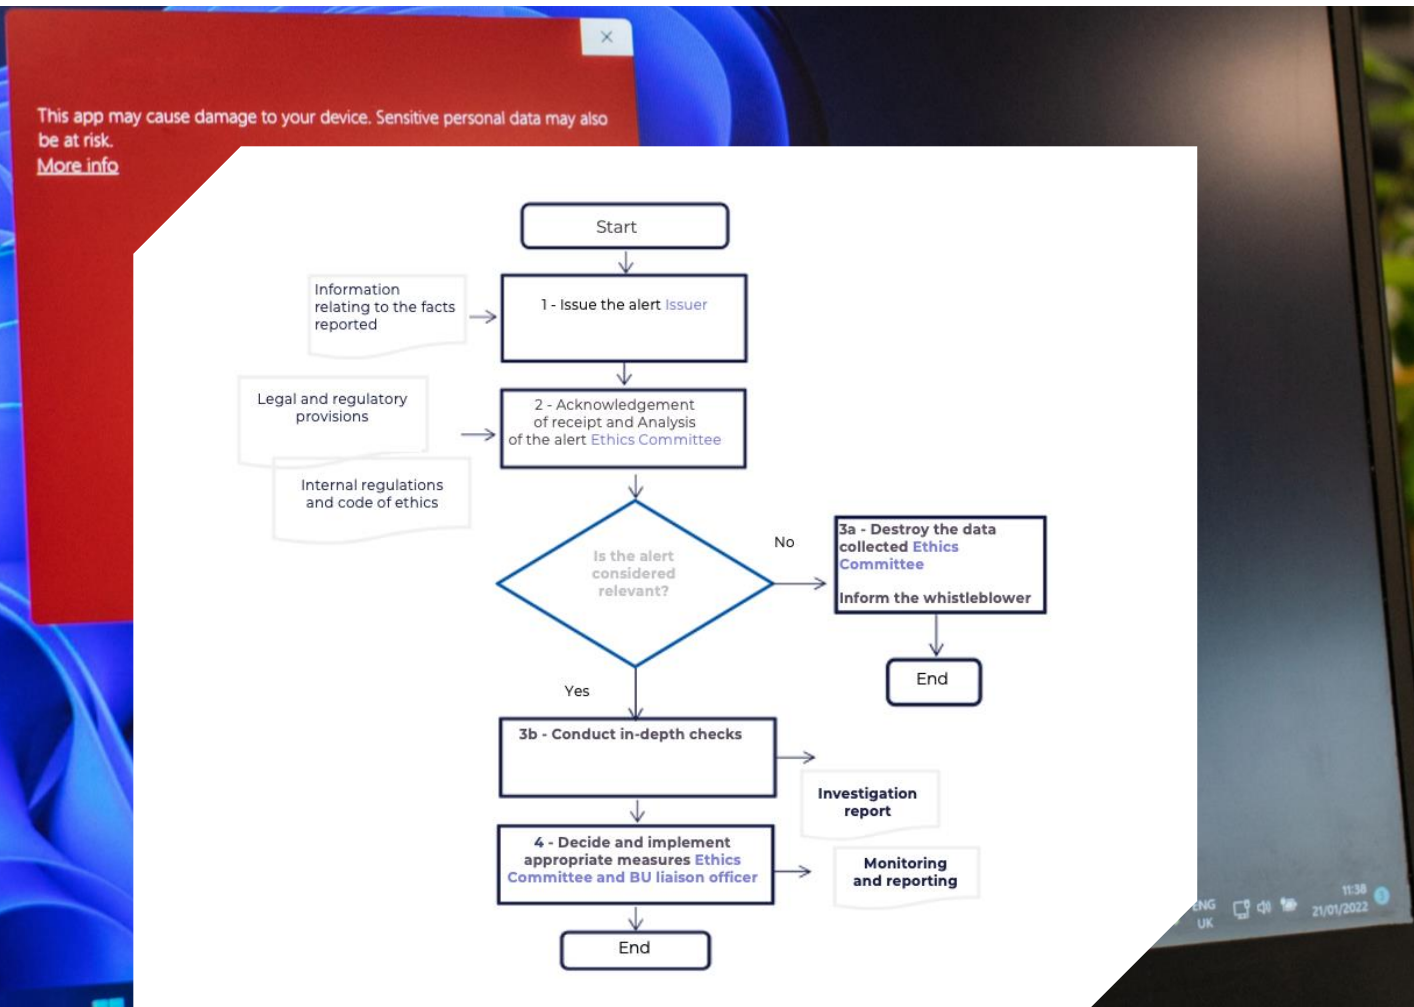 This app may cause damage to your device. Sensitive personal data may also
be at risk.
More info
Start
Information
relating to the facts
reported
1 - Issue the alert Issuer
Legal and regulatory
provisions
2 - Acknowledgement
of receipt and Analysis
of the alert Ethics Committee
Internal regulations
and code of ethics
Is the alert
considered
relevant?
No
3a - Destroy the data
collected Ethics
Committee
Inform the whistleblower
End
Yes
3b - Conduct in-depth checks
Investigation
report
4 - Decide and implement
appropriate measures Ethics
Committee and BU liaison officer
Monitoring
and reporting
End
ENG
UK
11:38
21/01/2022